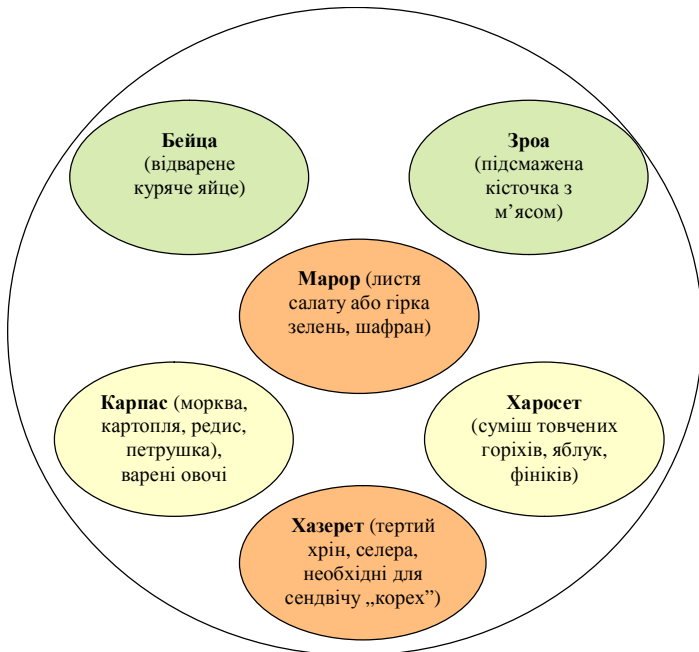 Бейца
(відварене
куряче яйце)
Зроа
(підсмажена
кісточка з
м’ясом)
Марор (листя
салату або гірка
зелень, шафран)
Карпас (морква,
картопля, редис,
петрушка),
варені овочі
Харосет
(суміш товчених
горіхів, яблук,
фініків)
Хазерет (тертий
хрін, селера,
необхідні для
сендвічу „корех”)